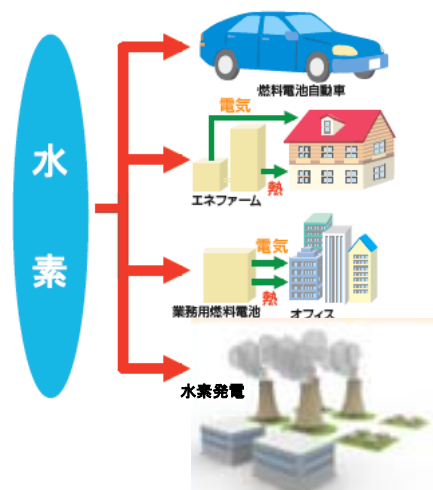 水素
燃料電池自動車
電気
熱
エネファーム
電気
熱
業務用燃料電池
オフィス
水素発電